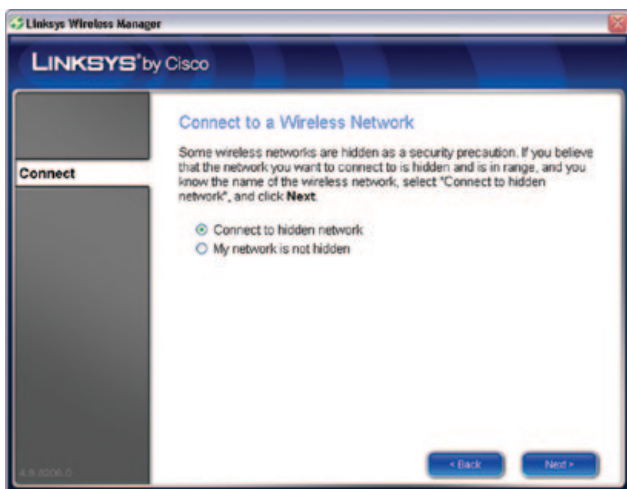 Linksys Wireless Manager
LINKSYS® by Cisco
Connect to a Wireless Network
Some wireless networks are hidden as a security precaution. If you believe
that the network you want to connect to is hidden and is in range, and you
know the name of the wireless network, select "Connect to hidden
network", and click Next.
Connect
Connect to hidden network
My network is not hidden
< Back
Next >